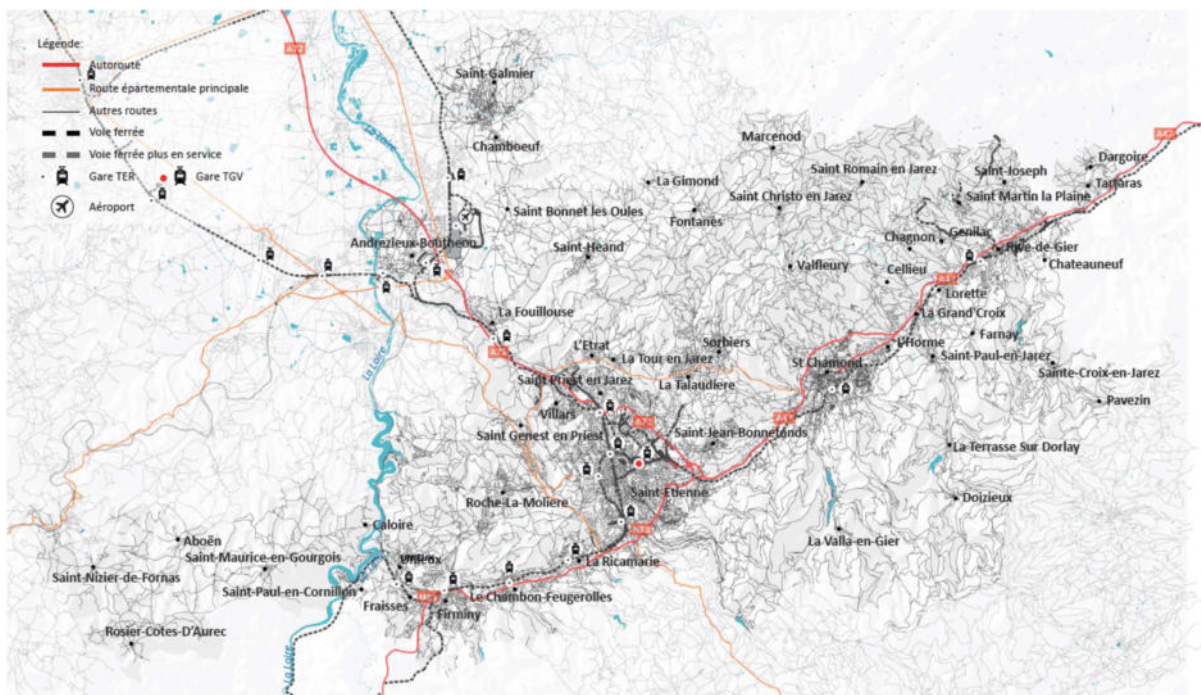 Légende:
Autoroute
Route épartementale principale
Autres routes
Voie ferrée
Voie ferrée plus en service
Gare TER
Gare TGV
Aéroport
A72
La Loire
Saint-Galmier
Chamboeuf
Marcenod
Saint Romain en Jarez
Saint-Joseph
Dargoire
Tartaras
La Gimond
Saint Christo en Jarez
Saint Martin la Plaine
Saint Bonnet les Oules
Fontanès
Andrezieux-Boutheon
Saint-Heand
Chagnon
Genilac
Rive-de-Gier
Valfleury
Cellieu
Chateauneuf
Lorette
La Fouillouse
La Grand'Croix
Farnay
L'Etrat
La Tour en Jarez
Sorbiers
L'Horme
Saint-Paul-en-Jarez
St Chamond
Sainte-Croix-en-Jarez
La Loire
Saint Priest en Jarez
La Talaudiere
Pavezin
Villars
Saint Genest en Priest
Saint-Jean-Bonnefonds
La Terrasse Sur Dorlay
Saint-Etienne
Roche-La-Moliere
Doizieux
Caloire
La Valla-en-Gier
Aboën
Saint-Maurice-en-Gourgois
Unieux
La Ricamarie
Saint-Nizier-de-Fornas
Saint-Paul-en-Cornillon
Fraisses
Le Chambon-Feugerolles
Firminy
Rosier-Cotes-D'Aurec
La Loire